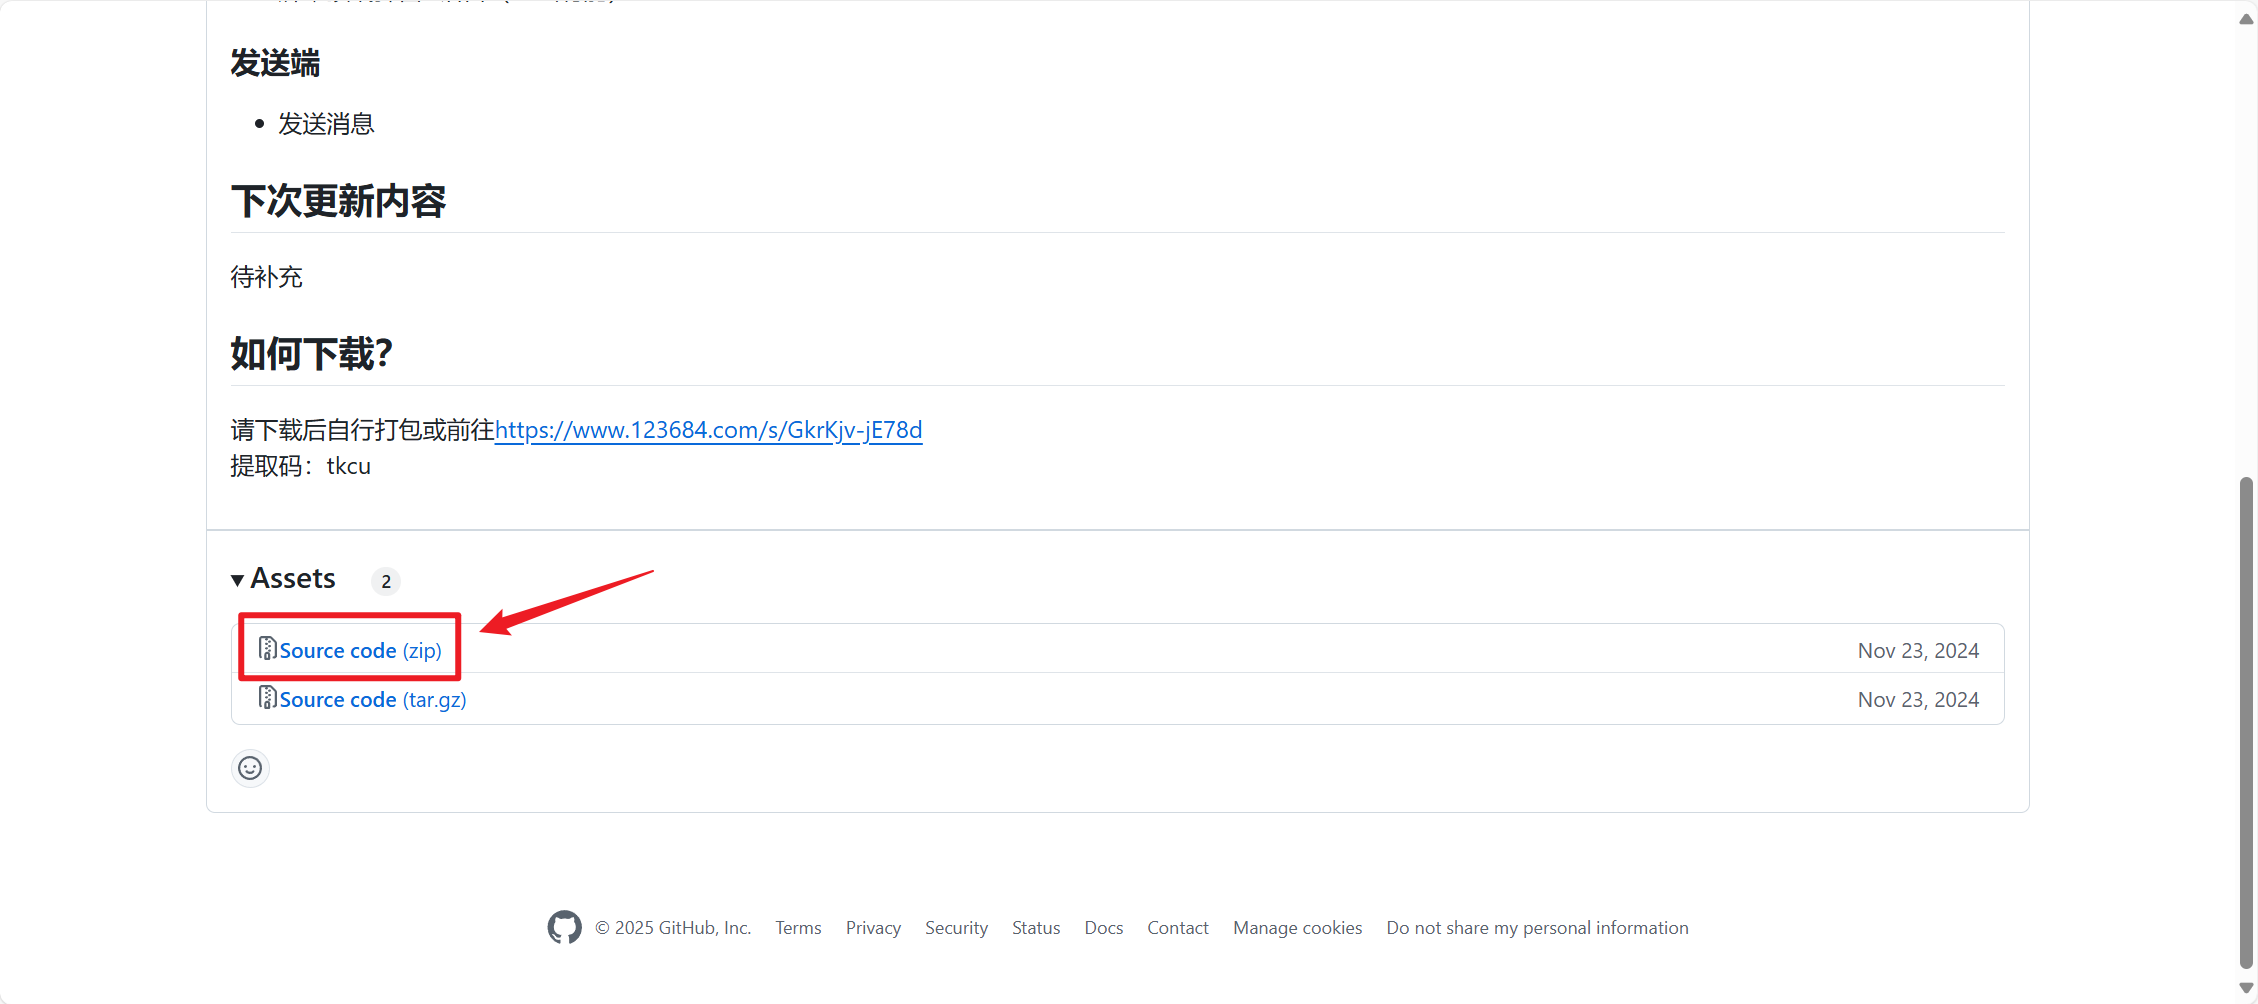 发送端
发送消息
下次更新内容
待补充
如何下载?
请下载后自行打包或前往https://www.123684.com/s/GkrKjv-jE78d
提取码：tkcu
Assets 2
Source code (zip) Nov 23, 2024
Source code (tar.gz) Nov 23, 2024
© 2025 GitHub, Inc. Terms Privacy Security Status Docs Contact Manage cookies Do not share my personal information